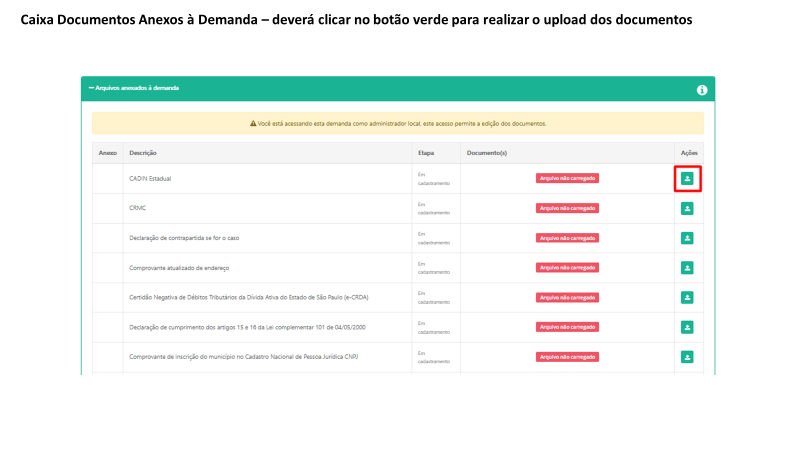 Caixa Documentos Anexos à Demanda – deverá clicar no botão verde para realizar o upload dos documentos
Arquivos anexados à demanda
Você está acessando esta demanda como administrador local, este acesso permite a edição dos documentos.
Anexo Descrição Etapa Documento(s) Ações
CADIN Estadual Em cadastramento Arquivo não carregado
CRMC Em cadastramento Arquivo não carregado
Declaração de contrapartida se for o caso Em cadastramento Arquivo não carregado
Comprovante atualizado de endereço Em cadastramento Arquivo não carregado
Certidão Negativa de Débitos Tributários da Dívida Ativa do Estado de São Paulo (e-CRDA) Em cadastramento Arquivo não carregado
Declaração de cumprimento dos artigos 15 e 16 da Lei complementar 101 de 04/05/2000 Em cadastramento Arquivo não carregado
Comprovante de inscrição do município no Cadastro Nacional de Pessoa Jurídica CNPJ Em cadastramento Arquivo não carregado